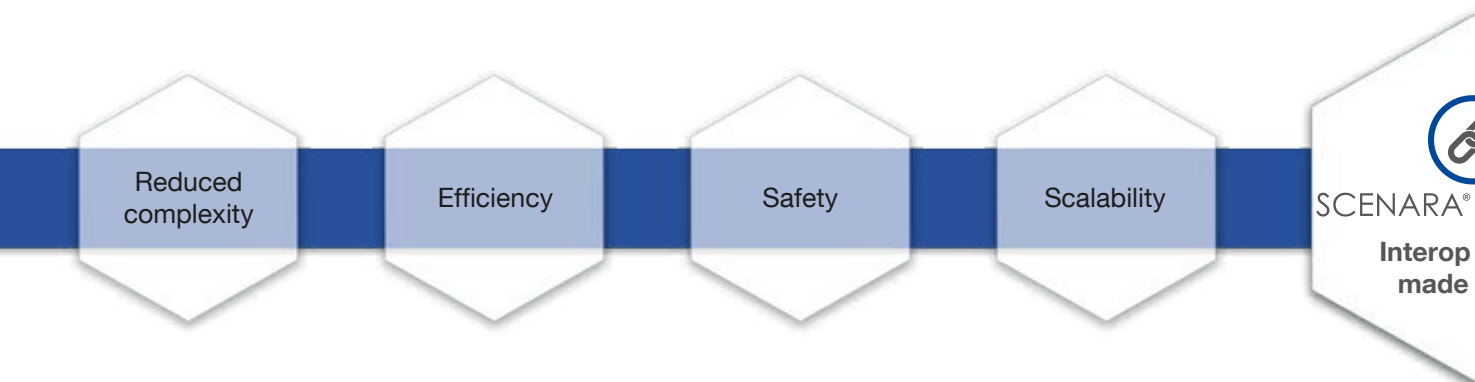 Reduced
complexity
Efficiency
Safety
Scalability
SCENARA®
Interop
made